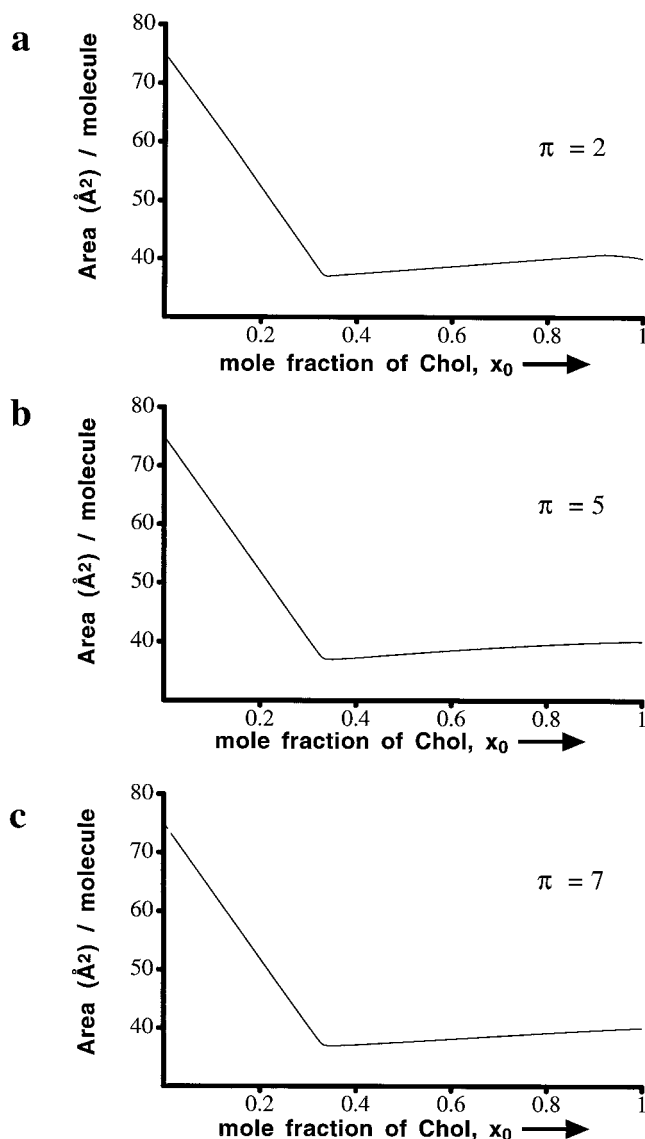 a
Area (Å²) / molecule
80
70
60
50
40
π = 2
0.2 0.4 0.6 0.8 1
mole fraction of Chol, x₀
b
Area (Å²) / molecule
80
70
60
50
40
π = 5
0.2 0.4 0.6 0.8 1
mole fraction of Chol, x₀
c
Area (Å²) / molecule
80
70
60
50
40
π = 7
0.2 0.4 0.6 0.8 1
mole fraction of Chol, x₀